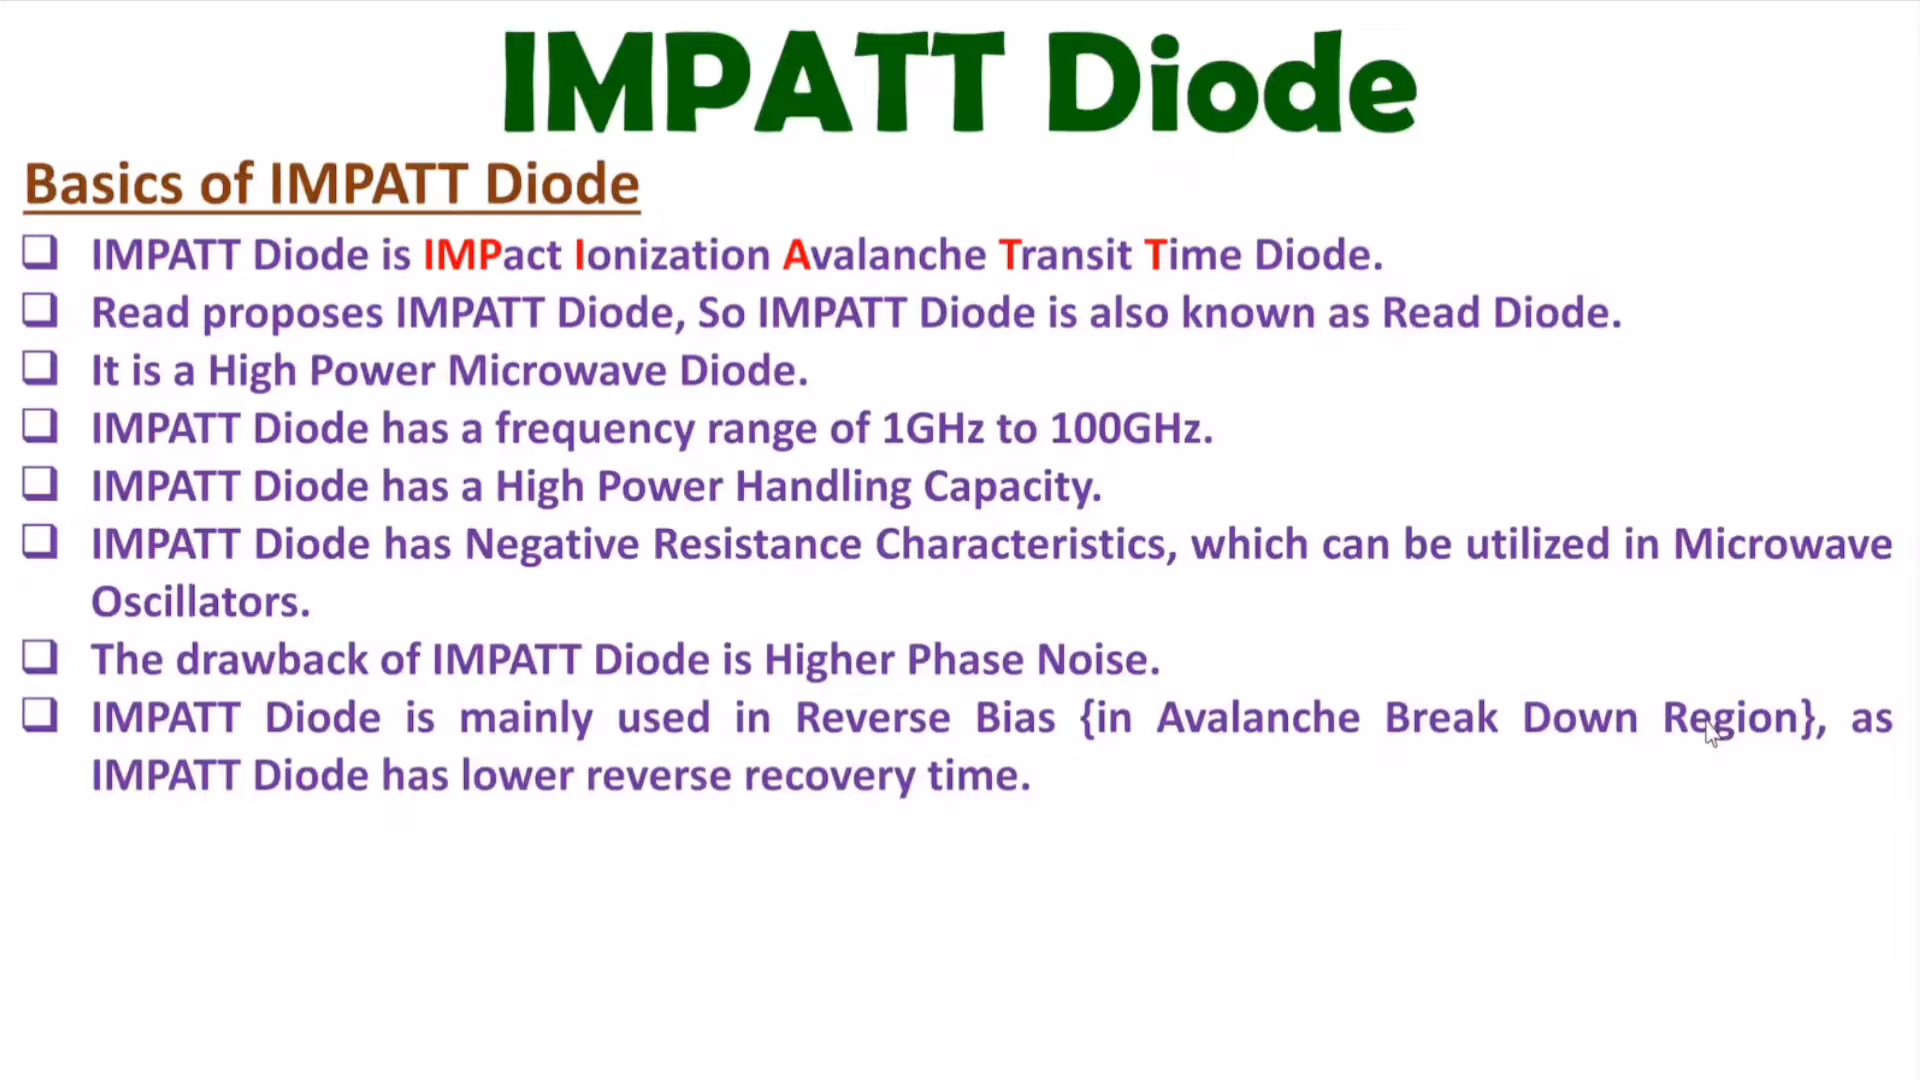 IMPATT Diode
Basics of IMPATT Diode
❑ IMPATT Diode is IMPact Ionization Avalanche Transit Time Diode.
❑ Read proposes IMPATT Diode, So IMPATT Diode is also known as Read Diode.
❑ It is a High Power Microwave Diode.
❑ IMPATT Diode has a frequency range of 1GHz to 100GHz.
❑ IMPATT Diode has a High Power Handling Capacity.
❑ IMPATT Diode has Negative Resistance Characteristics, which can be utilized in Microwave
Oscillators.
❑ The drawback of IMPATT Diode is Higher Phase Noise.
❑ IMPATT Diode is mainly used in Reverse Bias {in Avalanche Break Down Region}, as
IMPATT Diode has lower reverse recovery time.